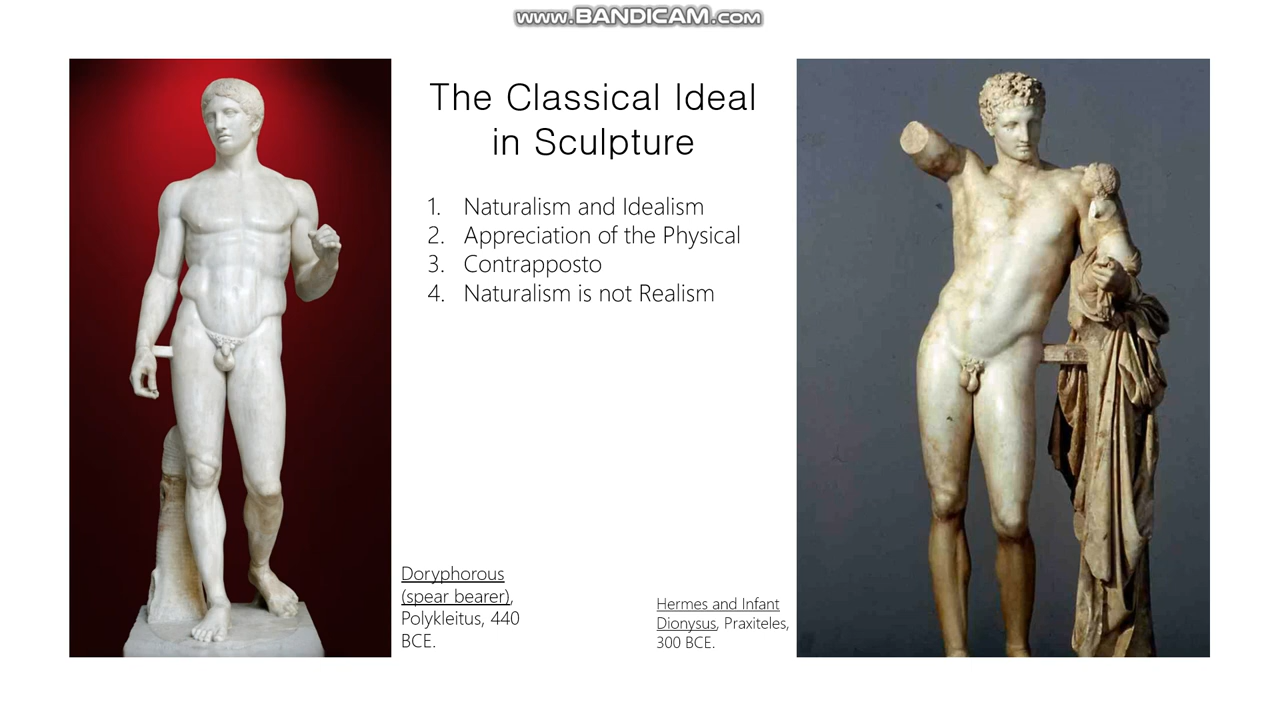 www.BANDICAM.com
The Classical Ideal
in Sculpture
1. Naturalism and Idealism
2. Appreciation of the Physical
3. Contrapposto
4. Naturalism is not Realism
Doryphorous
(spear bearer),
Polykleitus, 440
BCE.
Hermes and Infant
Dionysus, Praxiteles,
300 BCE.